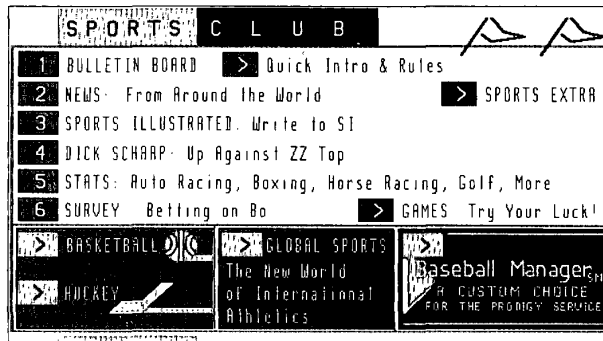 SPORTS CLUB
1 BULLETIN BOARD > Quick Intro & Rules
2 NEWS: From Around the World > SPORTS EXTRA
3 SPORTS ILLUSTRATED. Write to SI
4 DICK SCHAAP: Up Against ZZ Top
5 STATS: Auto Racing, Boxing, Horse Racing, Golf, More
6 SURVEY Betting on Bo > GAMES Try Your Luck!
> BASKETBALL
> HOCKEY
> GLOBAL SPORTS
The New World
of International
Athletics
>
Baseball Manager SM
A CUSTOM CHOICE
FOR THE PRODIGY SERVICE